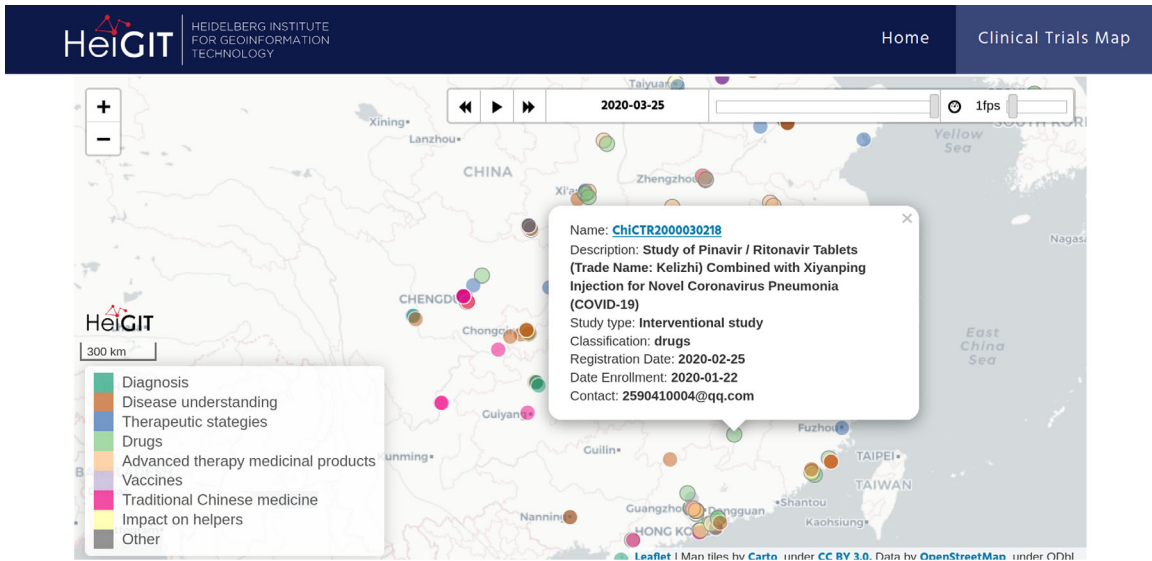 HeiGIT
HEIDELBERG INSTITUTE
FOR GEOINFORMATION
TECHNOLOGY
Home
Clinical Trials Map
+
−
2020-03-25
1fps
Taiyuan
Xining
Lanzhou
CHINA
Zhengzhou
Yellow
Sea
SOUTH KOR
Xi'a
Nagasa
Name: ChiCTR2000030218
×
Description: Study of Pinavir / Ritonavir Tablets
(Trade Name: Kelizhi) Combined with Xiyanping
Injection for Novel Coronavirus Pneumonia
(COVID-19)
Study type: Interventional study
Classification: drugs
Registration Date: 2020-02-25
Date Enrollment: 2020-01-22
Contact: 2590410004@qq.com
CHENGDU
HeiGIT
Chongqi
300 km
East
China
Sea
Guiyang
Fuzhou
Guilin
TAIPEI
unming
TAIWAN
Guangzho
Dongguan
Shantou
Nanning
Kaohsiung
HONG KO
Diagnosis
Disease understanding
Therapeutic stategies
Drugs
Advanced therapy medicinal products
Vaccines
Traditional Chinese medicine
Impact on helpers
Other
Leaflet | Map tiles by Carto, under CC BY 3.0. Data by OpenStreetMap, under ODbL